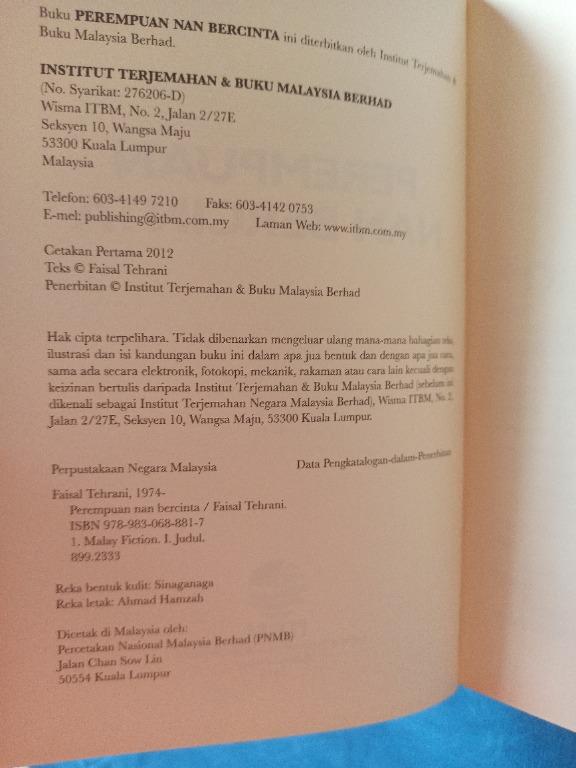 Buku PEREMPUAN NAN BERCINTA ini diterbitkan oleh Institut Terjemahan &
Buku Malaysia Berhad.
INSTITUT TERJEMAHAN & BUKU MALAYSIA BERHAD
(No. Syarikat: 276206-D)
Wisma ITBM, No. 2, Jalan 2/27E
Seksyen 10, Wangsa Maju
53300 Kuala Lumpur
Malaysia
Telefon: 603-4149 7210 Faks: 603-4142 0753
E-mel: publishing@itbm.com.my Laman Web: www.itbm.com.my
Cetakan Pertama 2012
Teks © Faisal Tehrani
Penerbitan © Institut Terjemahan & Buku Malaysia Berhad
Hak cipta terpelihara. Tidak dibenarkan mengeluar ulang mana-mana bahagian teks,
ilustrasi dan isi kandungan buku ini dalam apa jua bentuk dan dengan apa jua cara,
sama ada secara elektronik, fotokopi, mekanik, rakaman atau cara lain kecuali dengan
keizinan bertulis daripada Institut Terjemahan & Buku Malaysia Berhad (sebelum ini
dikenali sebagai Institut Terjemahan Negara Malaysia Berhad), Wisma ITBM, No. 2,
Jalan 2/27E, Seksyen 10, Wangsa Maju, 53300 Kuala Lumpur.
Perpustakaan Negara Malaysia Data Pengkatalogan-dalam-Penerbitan
Faisal Tehrani, 1974-
Perempuan nan bercinta / Faisal Tehrani.
ISBN 978-983-068-881-7
1. Malay Fiction. I. Judul.
899.2333
Reka bentuk kulit: Sinaganaga
Reka letak: Ahmad Hamzah
Dicetak di Malaysia oleh:
Percetakan Nasional Malaysia Berhad (PNMB)
Jalan Chan Sow Lin
50554 Kuala Lumpur